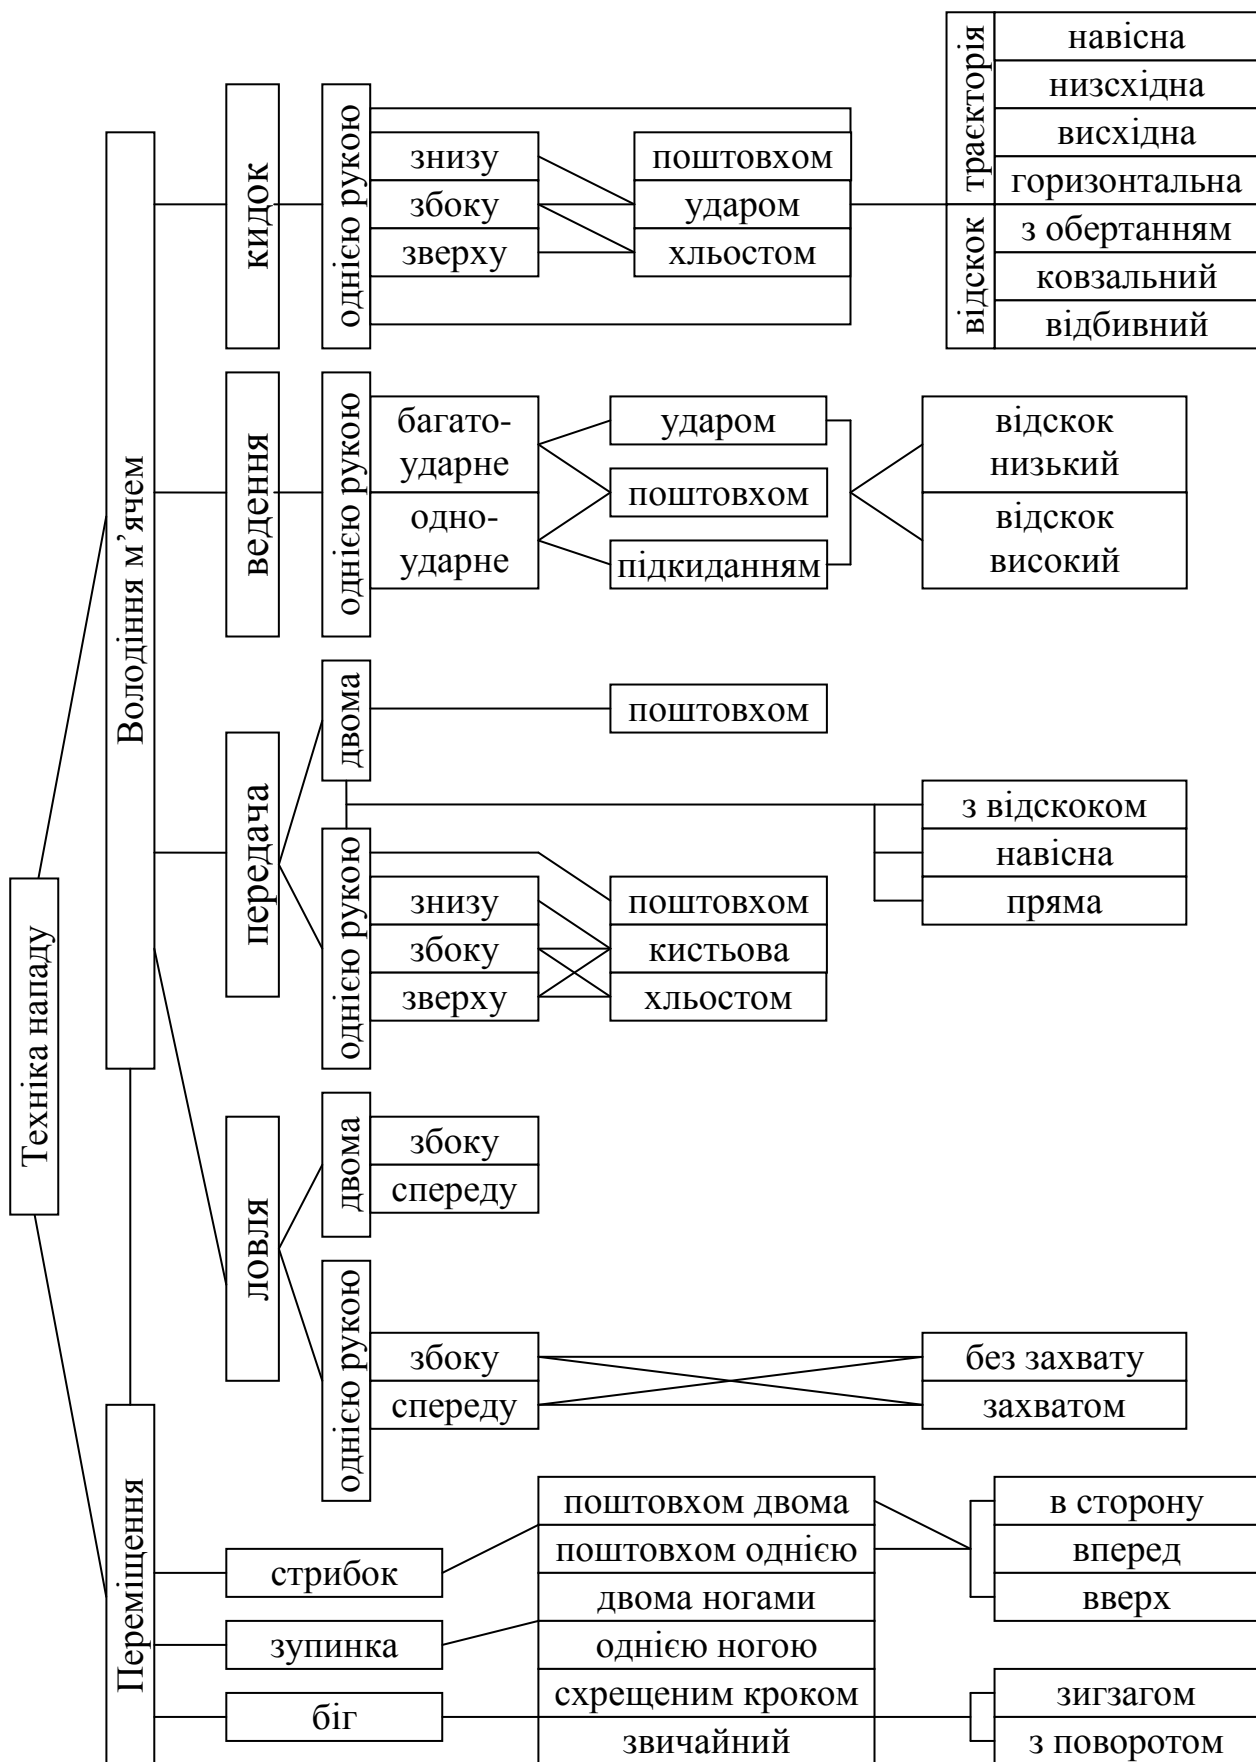 Техніка нападу
Володіння м’ячем
кидок
однією рукою
знизу
збоку
зверху
поштовхом
ударом
хльостом
траєкторія
навісна
низсхідна
висхідна
горизонтальна
відскок
з обертанням
ковзальний
відбивний
ведення
однією рукою
багато-
ударне
одно-
ударне
ударом
поштовхом
підкиданням
відскок
низький
відскок
високий
передача
двома
поштовхом
однією рукою
знизу
збоку
зверху
поштовхом
кистьова
хльостом
з відскоком
навісна
пряма
ловля
двома
збоку
спереду
однією рукою
збоку
спереду
без захвату
захватом
Переміщення
стрибок
поштовхом двома
поштовхом однією
в сторону
вперед
вверх
зупинка
двома ногами
однією ногою
біг
схрещеним кроком
звичайний
зигзагом
з поворотом